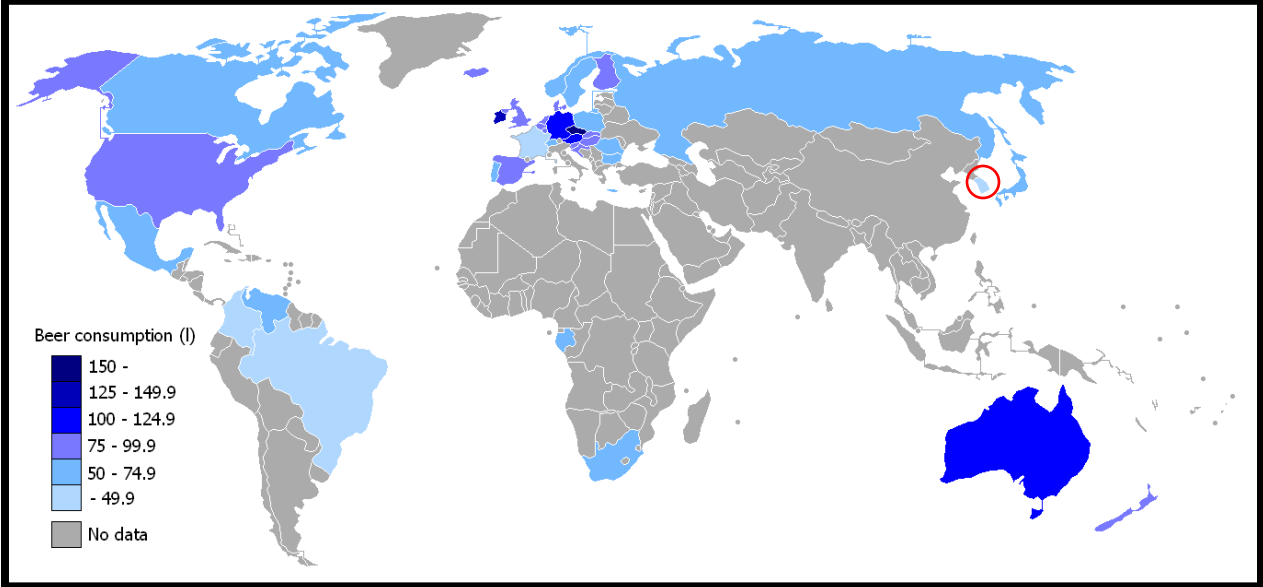 Beer consumption (l)
150 -
125 - 149.9
100 - 124.9
75 - 99.9
50 - 74.9
- 49.9
No data